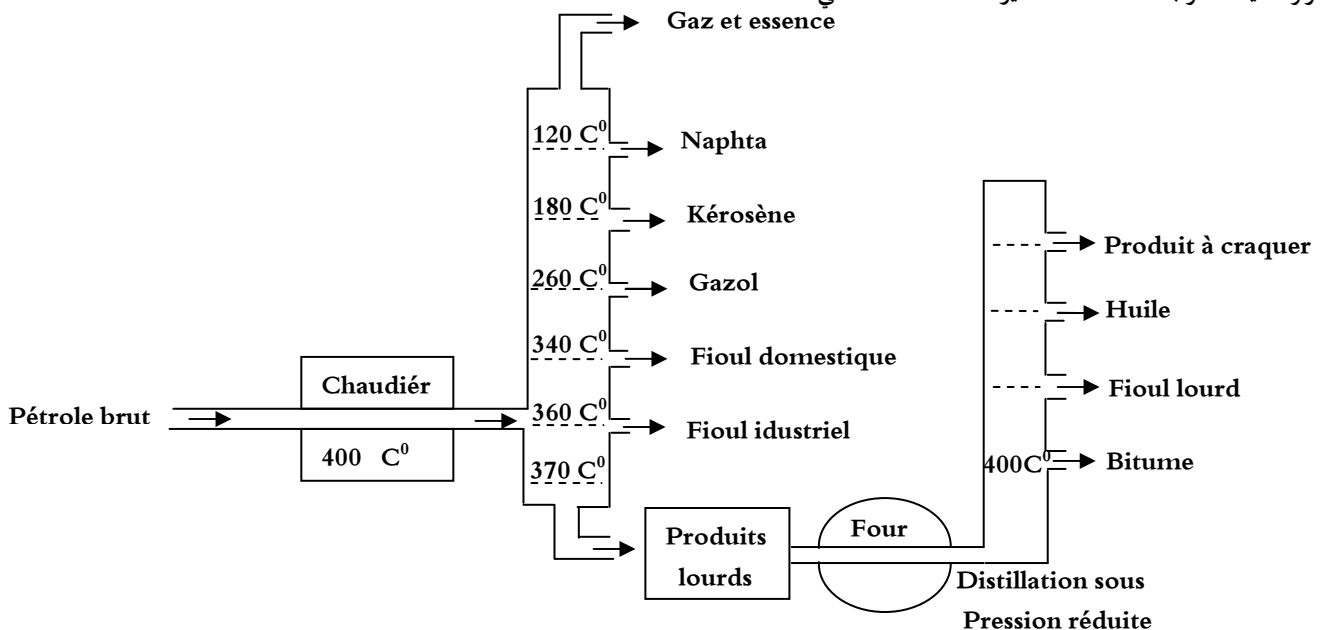 Gaz et essence
120 C⁰
Naphta
180 C⁰
Kérosène
260 C⁰
Gazol
340 C⁰
Fioul domestique
360 C⁰
Fioul idustriel
370 C⁰
Pétrole brut
Chaudiér
400 C⁰
Produits
lourds
Four
Distillation sous
Pression réduite
Produit à craquer
Huile
Fioul lourd
400C⁰
Bitume